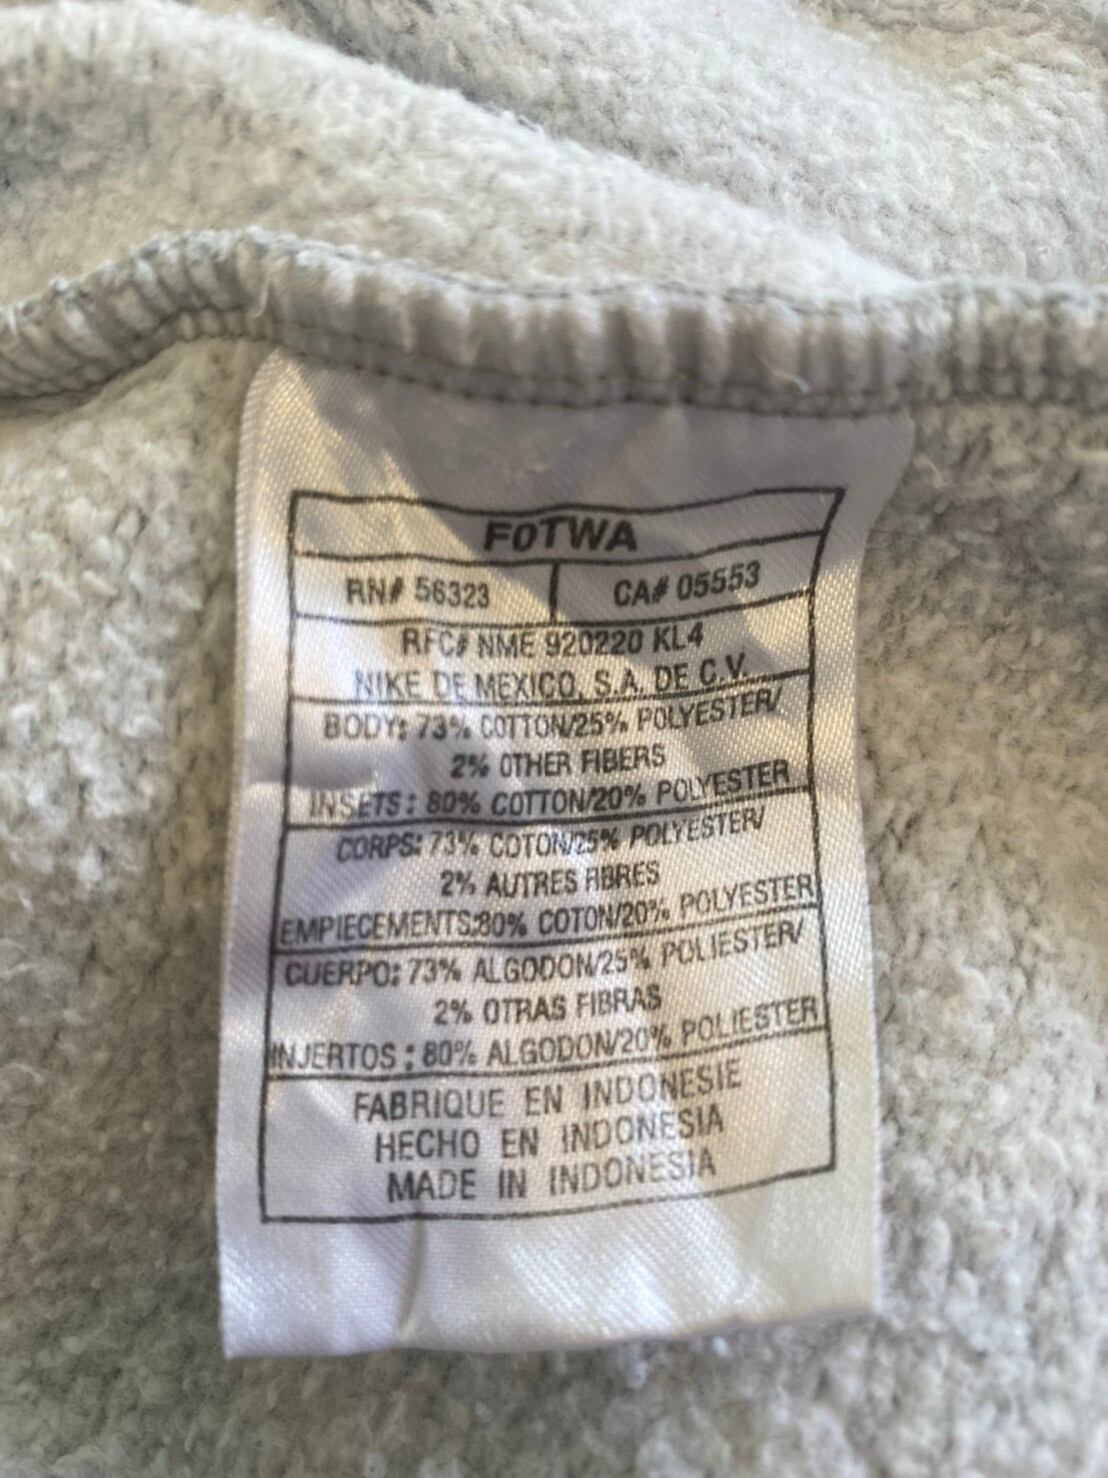 FOTWA
RN# 56323 CA# 05553
RFC# NME 920220 KL4
NIKE DE MEXICO, S.A. DE C.V.
BODY: 73% COTTON/25% POLYESTER/
2% OTHER FIBERS
INSETS: 80% COTTON/20% POLYESTER
CORPS: 73% COTON/25% POLYESTER/
2% AUTRES FIBRES
EMPIECEMENTS:80% COTON/20% POLYESTER
CUERPO: 73% ALGODON/25% POLIESTER/
2% OTRAS FIBRAS
INJERTOS : 80% ALGODON/20% POLIESTER
FABRIQUE EN INDONESIE
HECHO EN INDONESIA
MADE IN INDONESIA